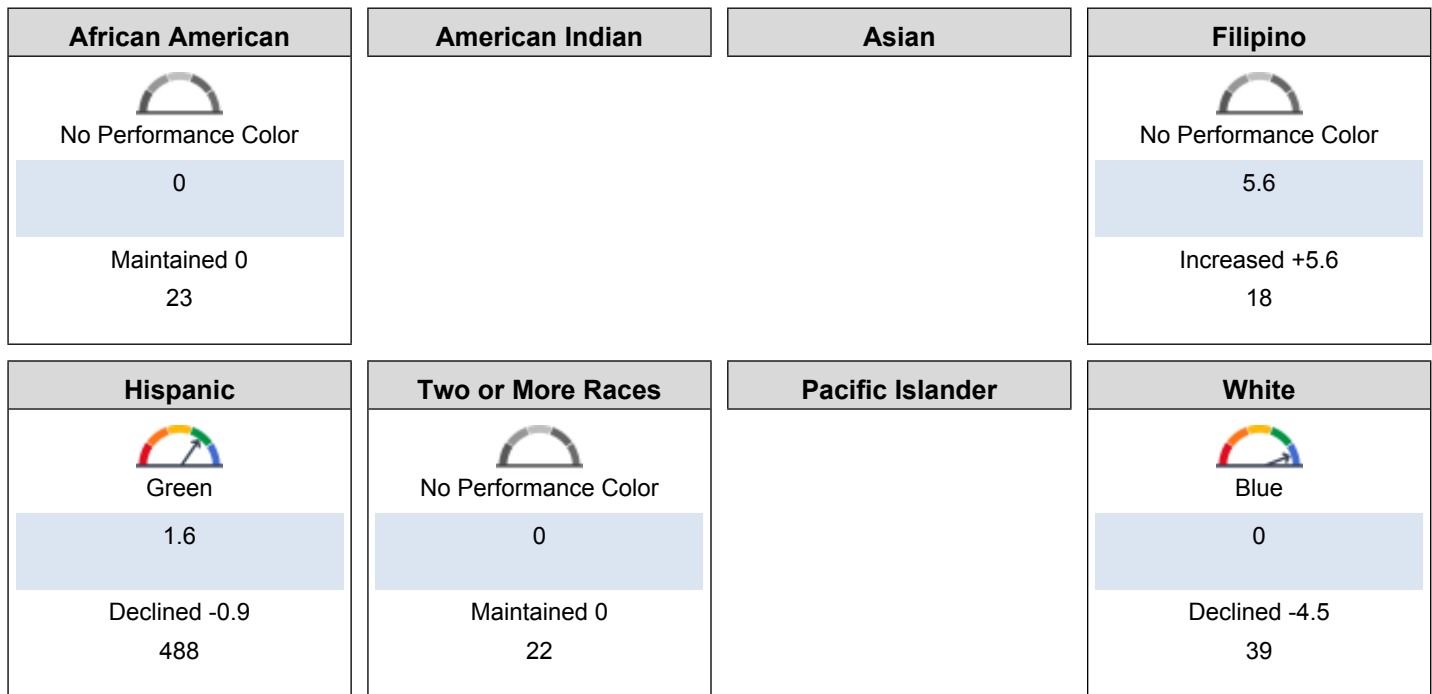 African American
American Indian
Asian
Filipino
No Performance Color
0
Maintained 0
23
No Performance Color
5.6
Increased +5.6
18
Hispanic
Two or More Races
Pacific Islander
White
Green
1.6
Declined -0.9
488
No Performance Color
0
Maintained 0
22
Blue
0
Declined -4.5
39